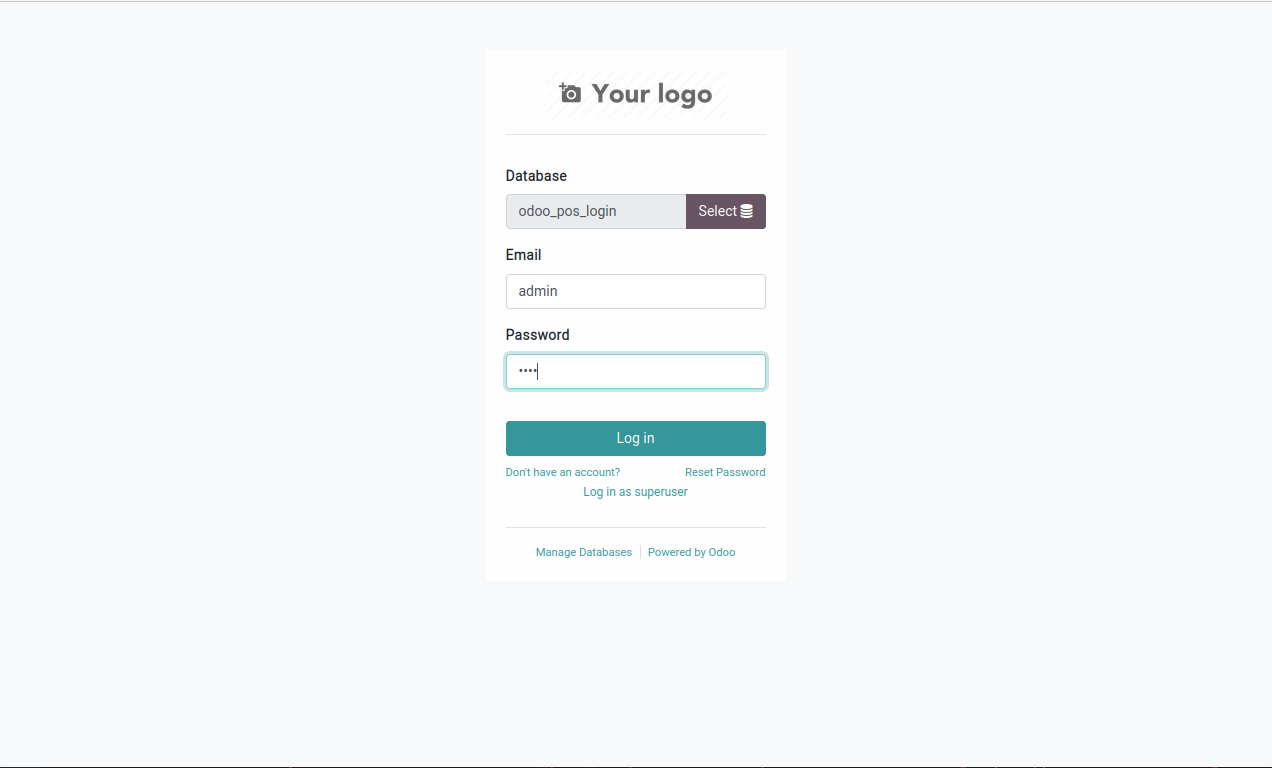 Your logo
Database
odoo_pos_login Select
Email
admin
Password
••••
Log in
Don't have an account? Reset Password
Log in as superuser
Manage Databases Powered by Odoo